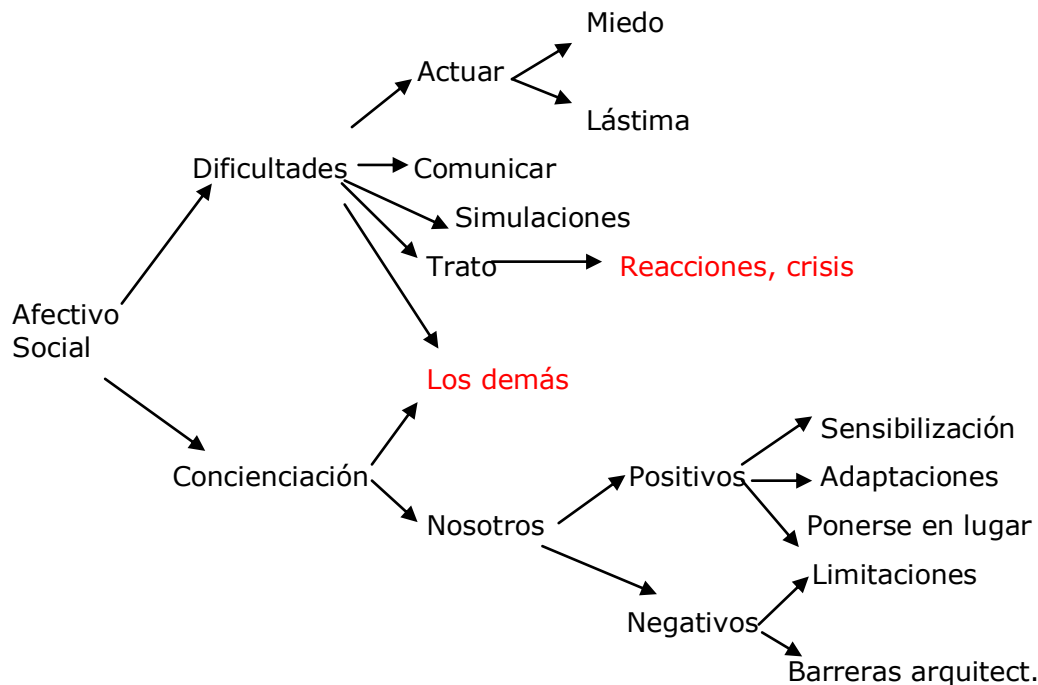 Miedo
Actuar
Lástima
Dificultades
Comunicar
Simulaciones
Trato
Reacciones, crisis
Afectivo
Social
Los demás
Sensibilización
Concienciación
Positivos
Adaptaciones
Nosotros
Ponerse en lugar
Limitaciones
Negativos
Barreras arquitect.